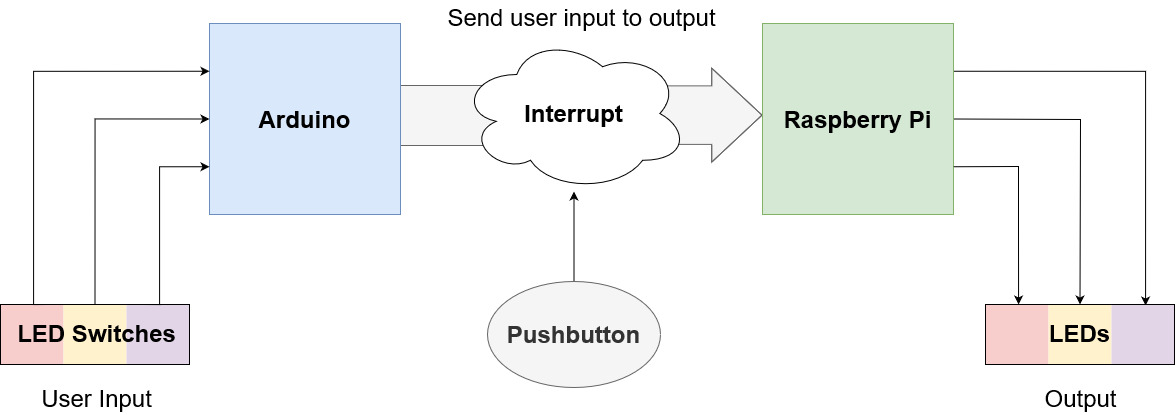 Send user input to output
Arduino
Interrupt
Raspberry Pi
LED Switches
Pushbutton
LEDs
User Input
Output